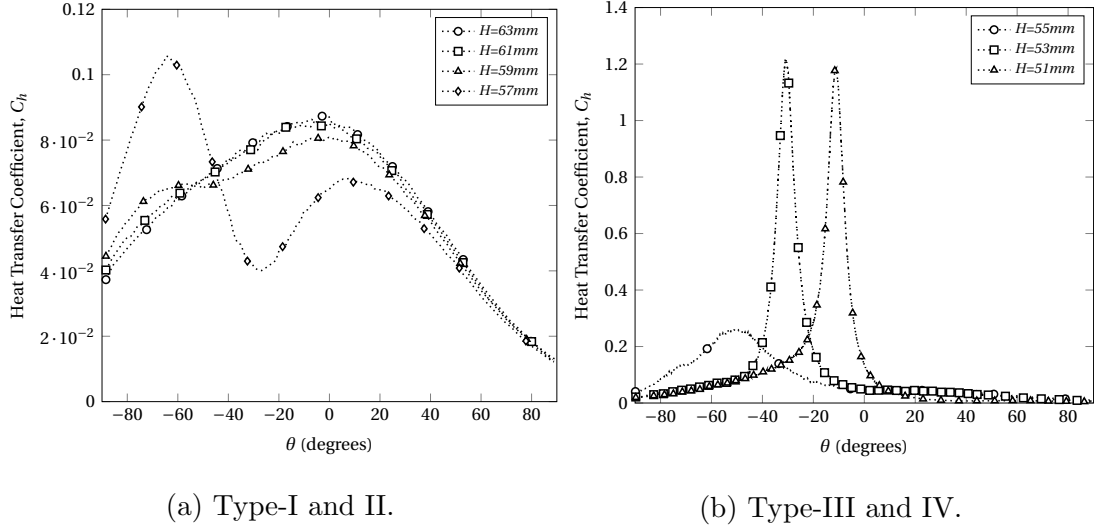 0.12
0.1
8·10⁻²
6·10⁻²
4·10⁻²
2·10⁻²
0
−80 −60 −40 −20 0 20 40 60 80
θ (degrees)
Heat Transfer Coefficient, Cₕ
H=63mm
H=61mm
H=59mm
H=57mm
(a) Type-I and II.
1.4
1.2
1
0.8
0.6
0.4
0.2
0
−80 −60 −40 −20 0 20 40 60 80
θ (degrees)
Heat Transfer Coefficient, Cₕ
H=55mm
H=53mm
H=51mm
(b) Type-III and IV.